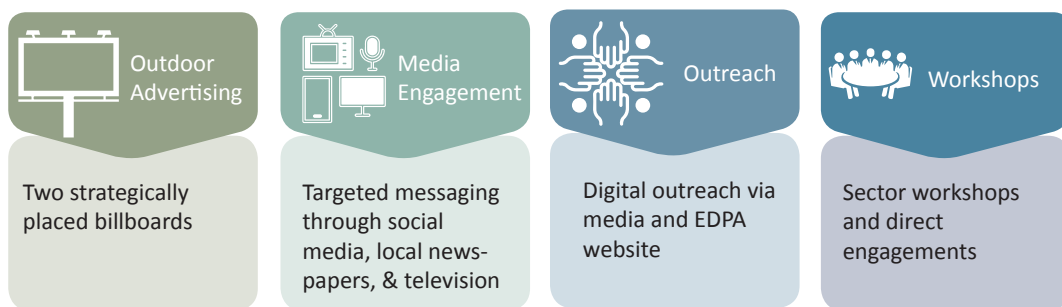 Outdoor
Advertising
Two strategically
placed billboards
Media
Engagement
Targeted messaging
through social
media, local news-
papers, & television
Outreach
Digital outreach via
media and EDPA
website
Workshops
Sector workshops
and direct
engagements